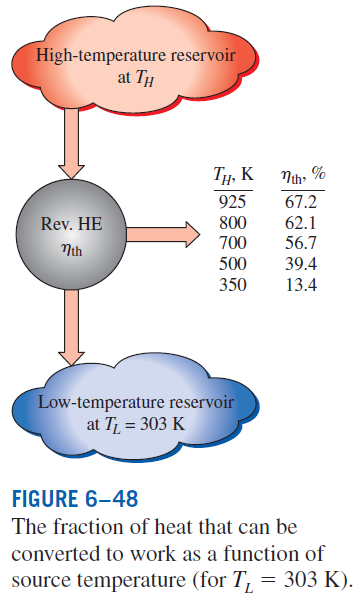 High-temperature reservoir
at T_H
T_H, K η_th, %
925 67.2
800 62.1
700 56.7
500 39.4
350 13.4
Rev. HE
η_th
Low-temperature reservoir
at T_L = 303 K
FIGURE 6–48
The fraction of heat that can be
converted to work as a function of
source temperature (for T_L = 303 K).